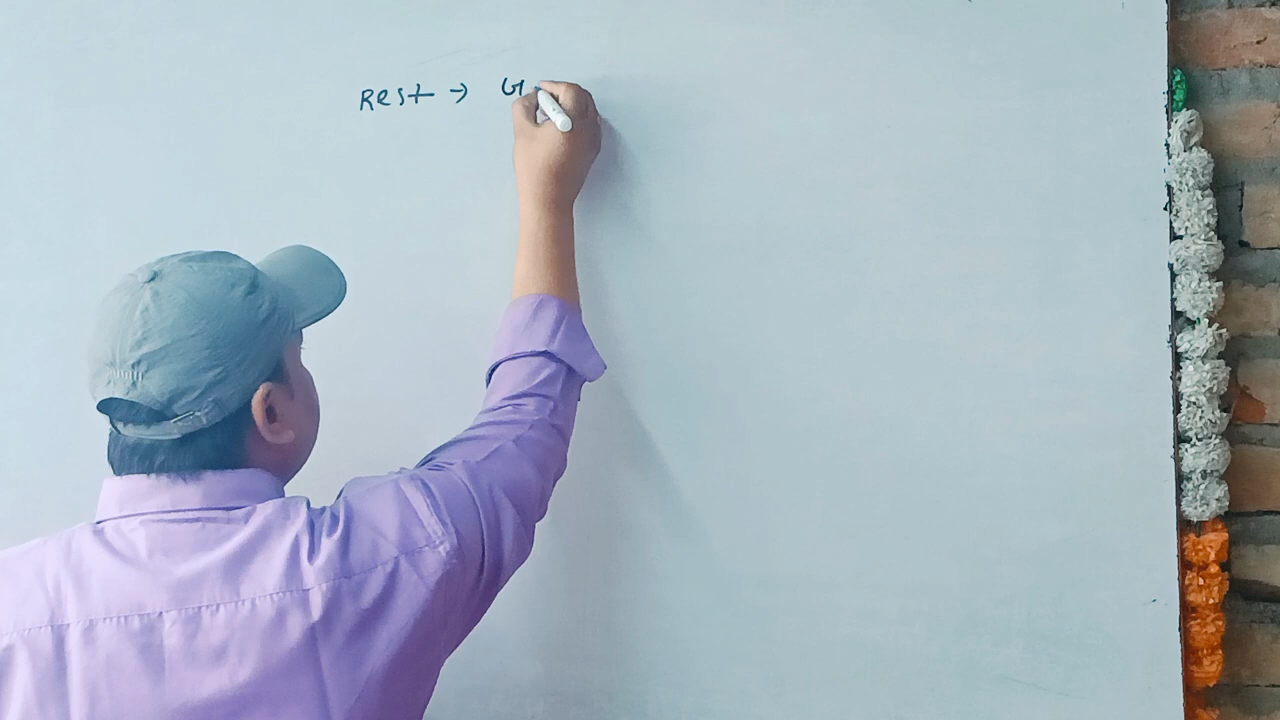 Rest →